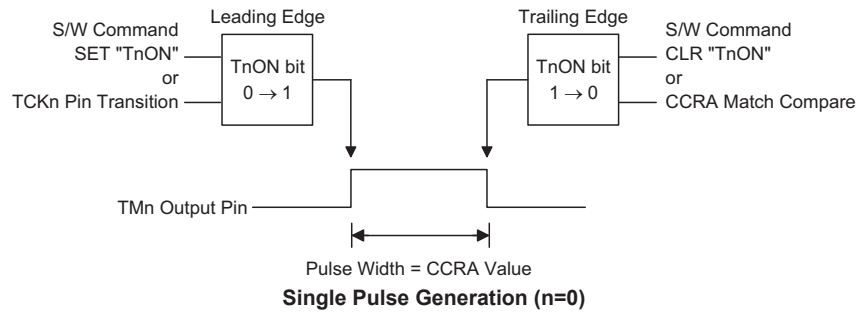 Leading Edge
S/W Command
SET "TnON"
or
TCKn Pin Transition
TnON bit
0 → 1
Trailing Edge
TnON bit
1 → 0
S/W Command
CLR "TnON"
or
CCRA Match Compare
TMn Output Pin
Pulse Width = CCRA Value
Single Pulse Generation (n=0)